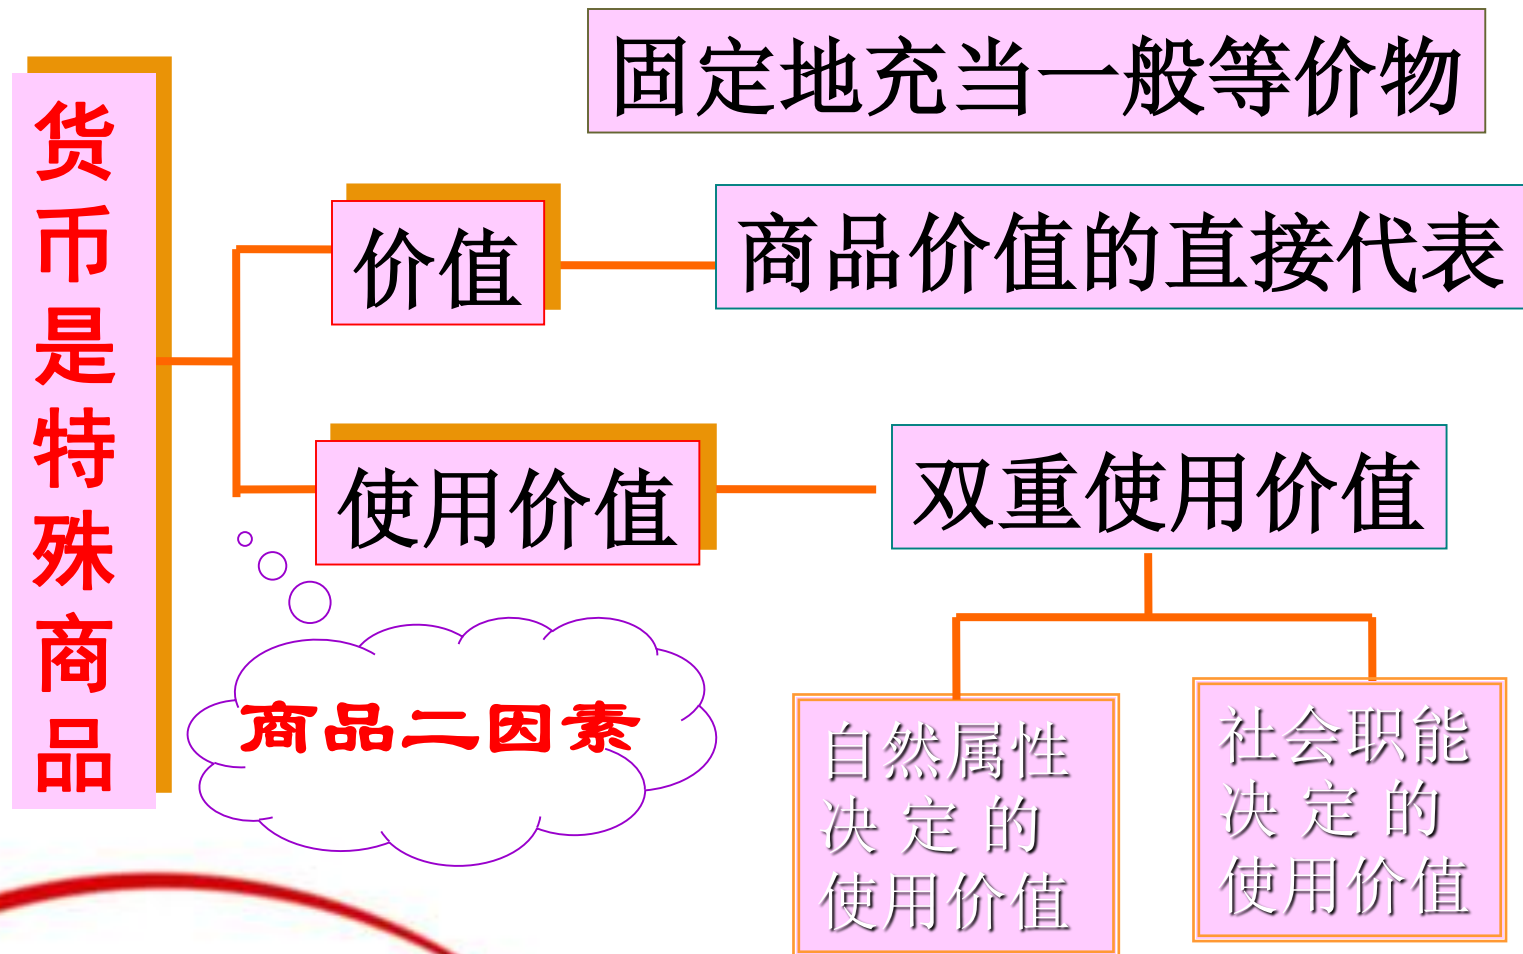 固定地充当一般等价物
货币是特殊商品
价值
商品价值的直接代表
使用价值
双重使用价值
商品二因素
自然属性
决定的
使用价值
社会职能
决定的
使用价值